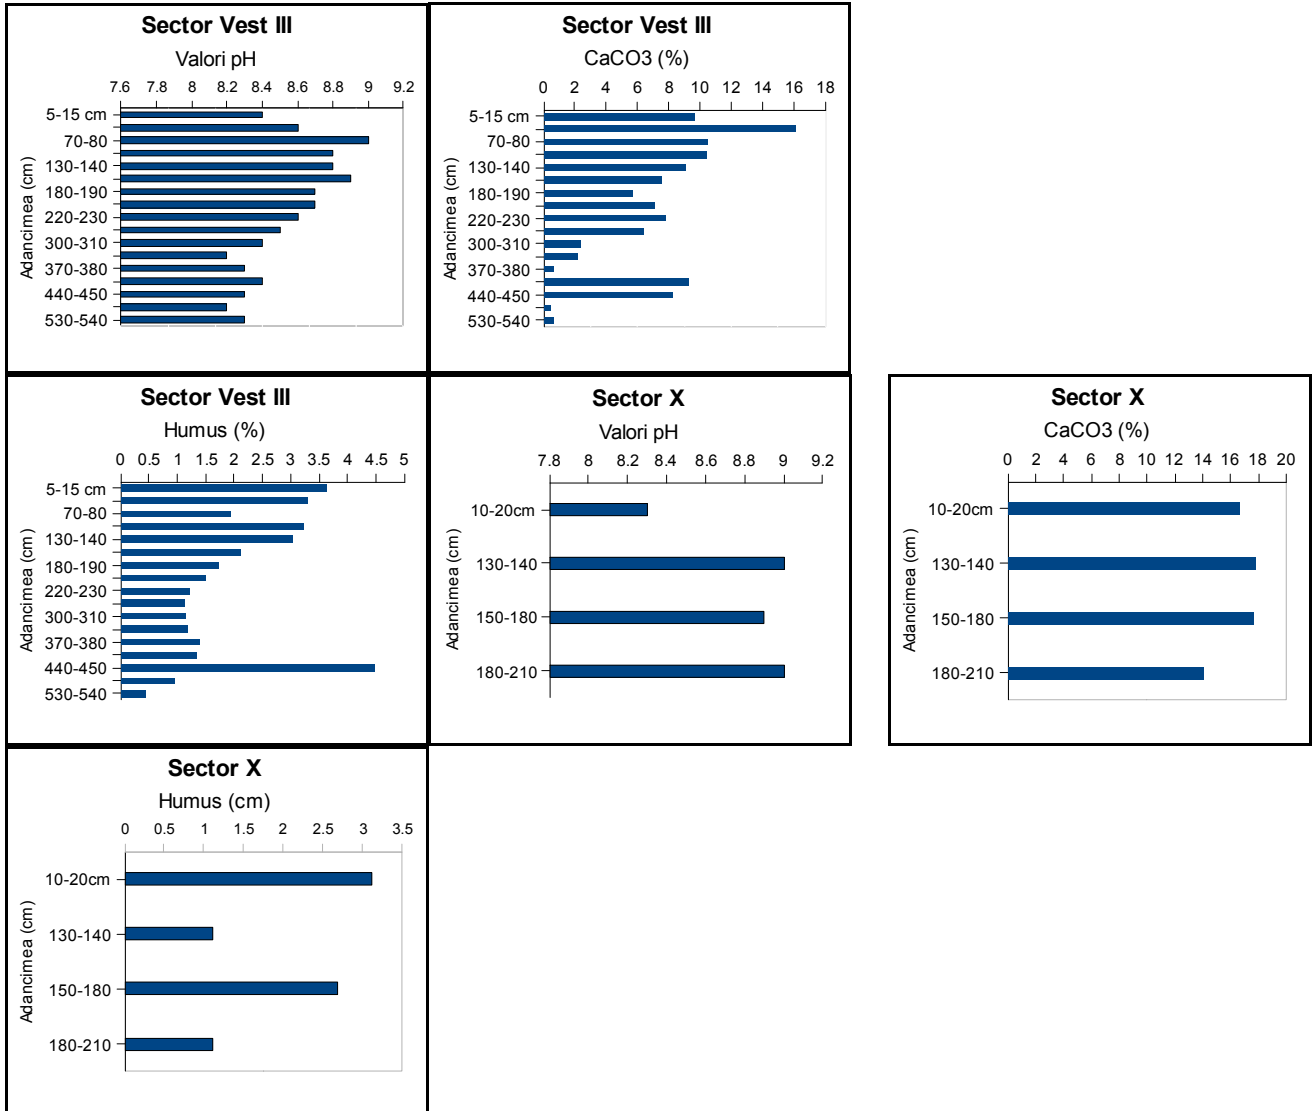 Sector Vest III
Valori pH
7.6 7.8 8 8.2 8.4 8.6 8.8 9 9.2
5-15 cm
70-80
130-140
180-190
220-230
300-310
370-380
440-450
530-540
Adancimea (cm)
Sector Vest III
CaCO3 (%)
0 2 4 6 8 10 12 14 16 18
5-15 cm
70-80
130-140
180-190
220-230
300-310
370-380
440-450
530-540
Adancimea (cm)
Sector Vest III
Humus (%)
0 0.5 1 1.5 2 2.5 3 3.5 4 4.5 5
5-15 cm
70-80
130-140
180-190
220-230
300-310
370-380
440-450
530-540
Adancimea (cm)
Sector X
Valori pH
7.8 8 8.2 8.4 8.6 8.8 9 9.2
10-20cm
130-140
150-180
180-210
Adancimea (cm)
Sector X
CaCO3 (%)
0 2 4 6 8 10 12 14 16 18 20
10-20cm
130-140
150-180
180-210
Adancimea (cm)
Sector X
Humus (cm)
0 0.5 1 1.5 2 2.5 3 3.5
10-20cm
130-140
150-180
180-210
Adancimea (cm)